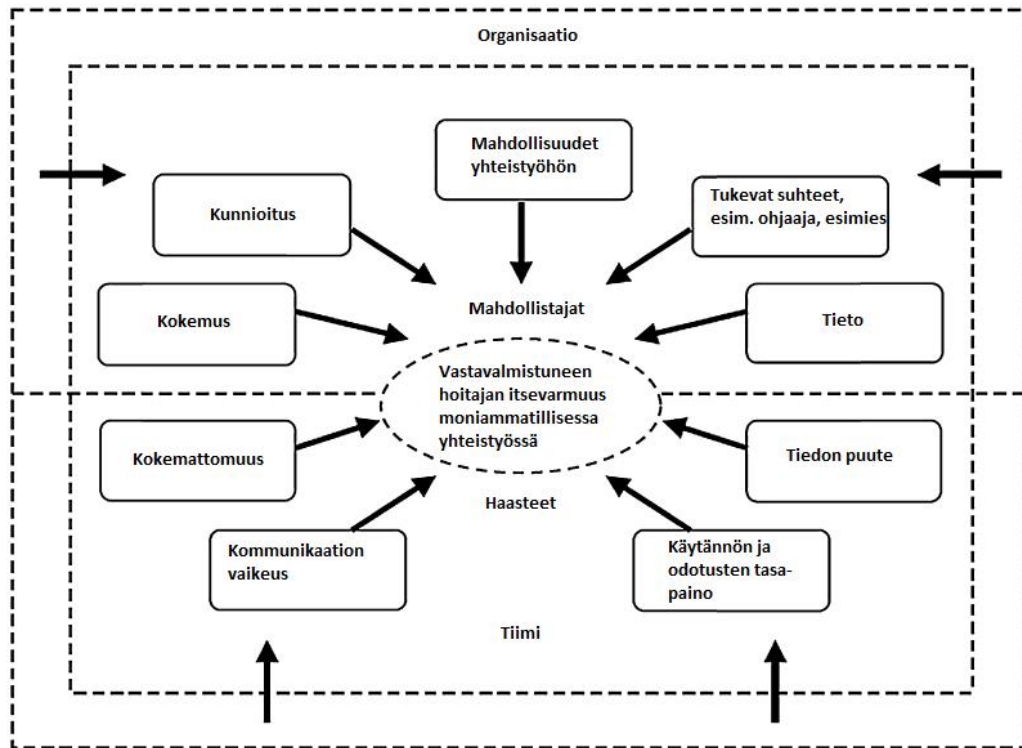 Organisaatio
Mahdollisuudet
yhteistyöhön
Kunnioitus
Tukevat suhteet,
esim. ohjaaja, esimies
Kokemus
Mahdollistajat
Tieto
Vastavalmistuneen
hoitajan itsevarmuus
moniammatillisessa
yhteistyössä
Kokemattomuus
Tiedon puute
Haasteet
Kommunikaation
vaikeus
Käytännön ja
odotusten tasa-
paino
Tiimi